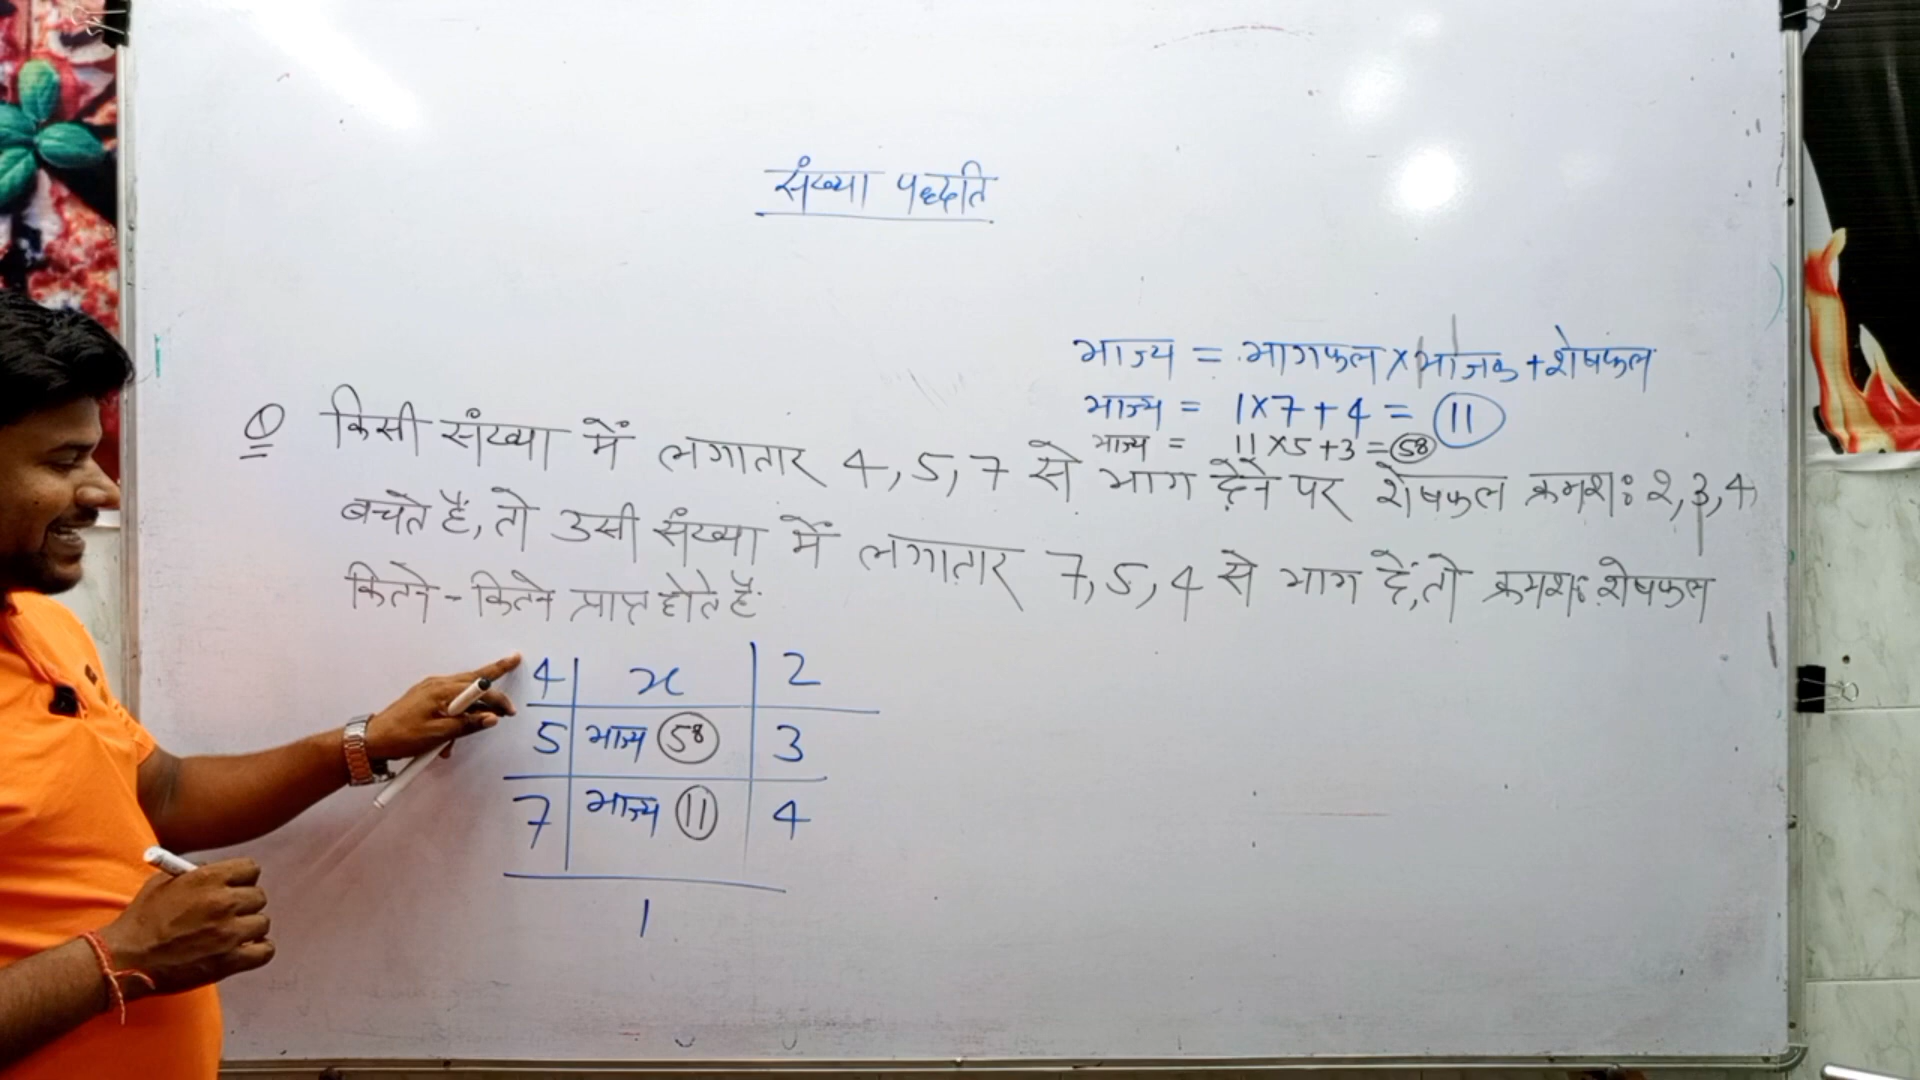 संख्या पद्धति
भाज्य = भागफल × भाजक + शेषफल
भाज्य = 1×7+4 = 11
भाज्य = 11×5+3 = 58
Q किसी संख्या में लगातार 4,5,7 से भाग देने पर शेषफल क्रमशः 2,3,4
बचते हैं, तो उसी संख्या में लगातार 7,5,4 से भाग दें, तो क्रमशः शेषफल
कितने-कितने प्राप्त होते हैं
4 x 2
5 भाज्य 58 3
7 भाज्य 11 4
1